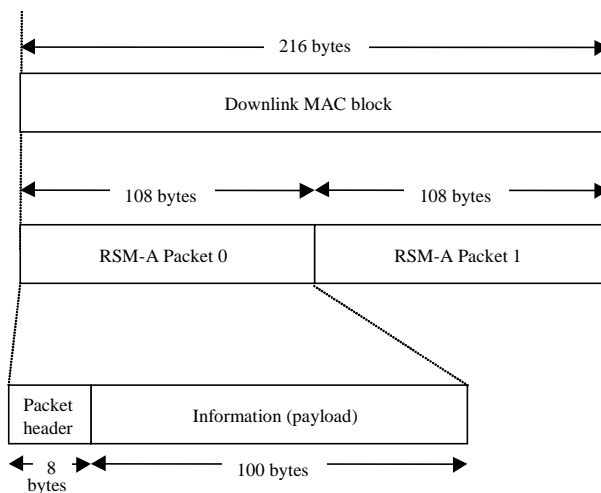 216 bytes
Downlink MAC block
108 bytes
108 bytes
RSM-A Packet 0
RSM-A Packet 1
Packet
header
Information (payload)
8
bytes
100 bytes